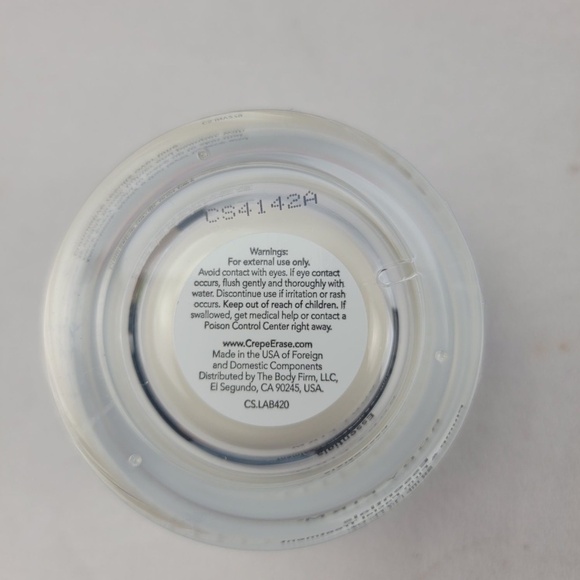 CS4142A
Warnings:
For external use only.
Avoid contact with eyes. If eye contact
occurs, flush gently and thoroughly with
water. Discontinue use if irritation or rash
occurs. Keep out of reach of children. If
swallowed, get medical help or contact a
Poison Control Center right away.
www.CrepeErase.com
Made in the USA of Foreign
and Domestic Components
Distributed by The Body Firm, LLC,
El Segundo, CA 90245, USA.
CS.LAB420